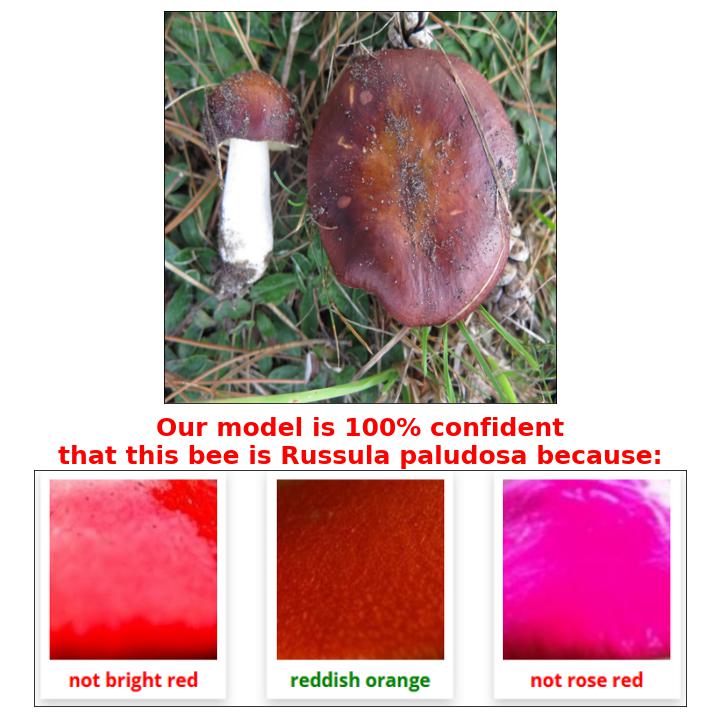 Our model is 100% confident
that this bee is Russula paludosa because:
not bright red
reddish orange
not rose red